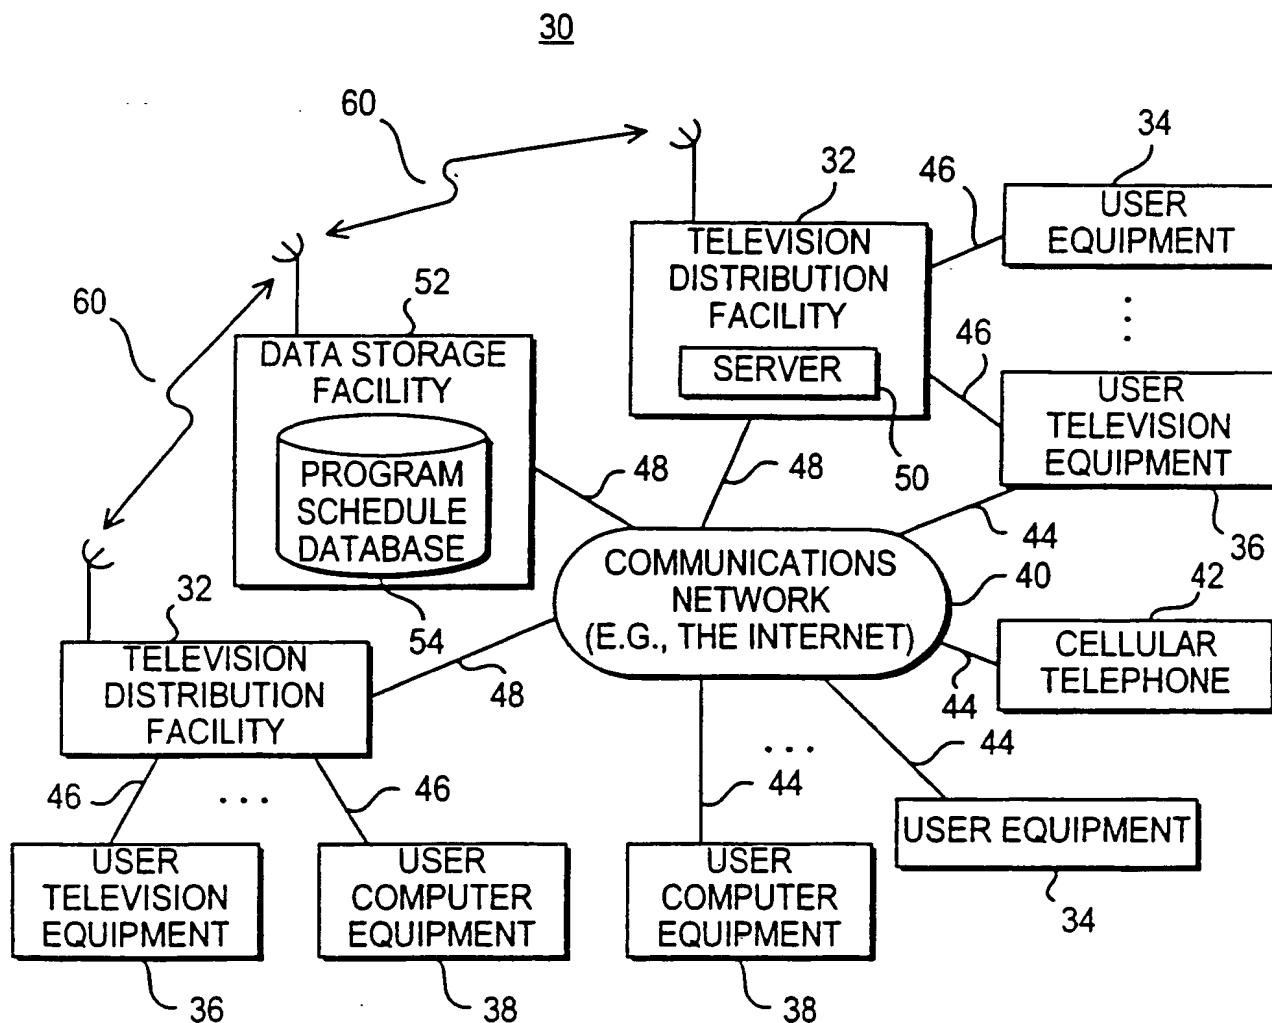 30
60
34
32
46
USER
EQUIPMENT
TELEVISION
DISTRIBUTION
FACILITY
SERVER
60
52
DATA STORAGE
FACILITY
PROGRAM
SCHEDULE
DATABASE
46
USER
TELEVISION
EQUIPMENT
48
48
50
44
36
COMMUNICATIONS
NETWORK
(E.G., THE INTERNET)
40
42
32
54
CELLULAR
TELEPHONE
TELEVISION
DISTRIBUTION
FACILITY
48
44
...
44
46
...
46
44
USER EQUIPMENT
USER
TELEVISION
EQUIPMENT
USER
COMPUTER
EQUIPMENT
USER
COMPUTER
EQUIPMENT
34
36
38
38